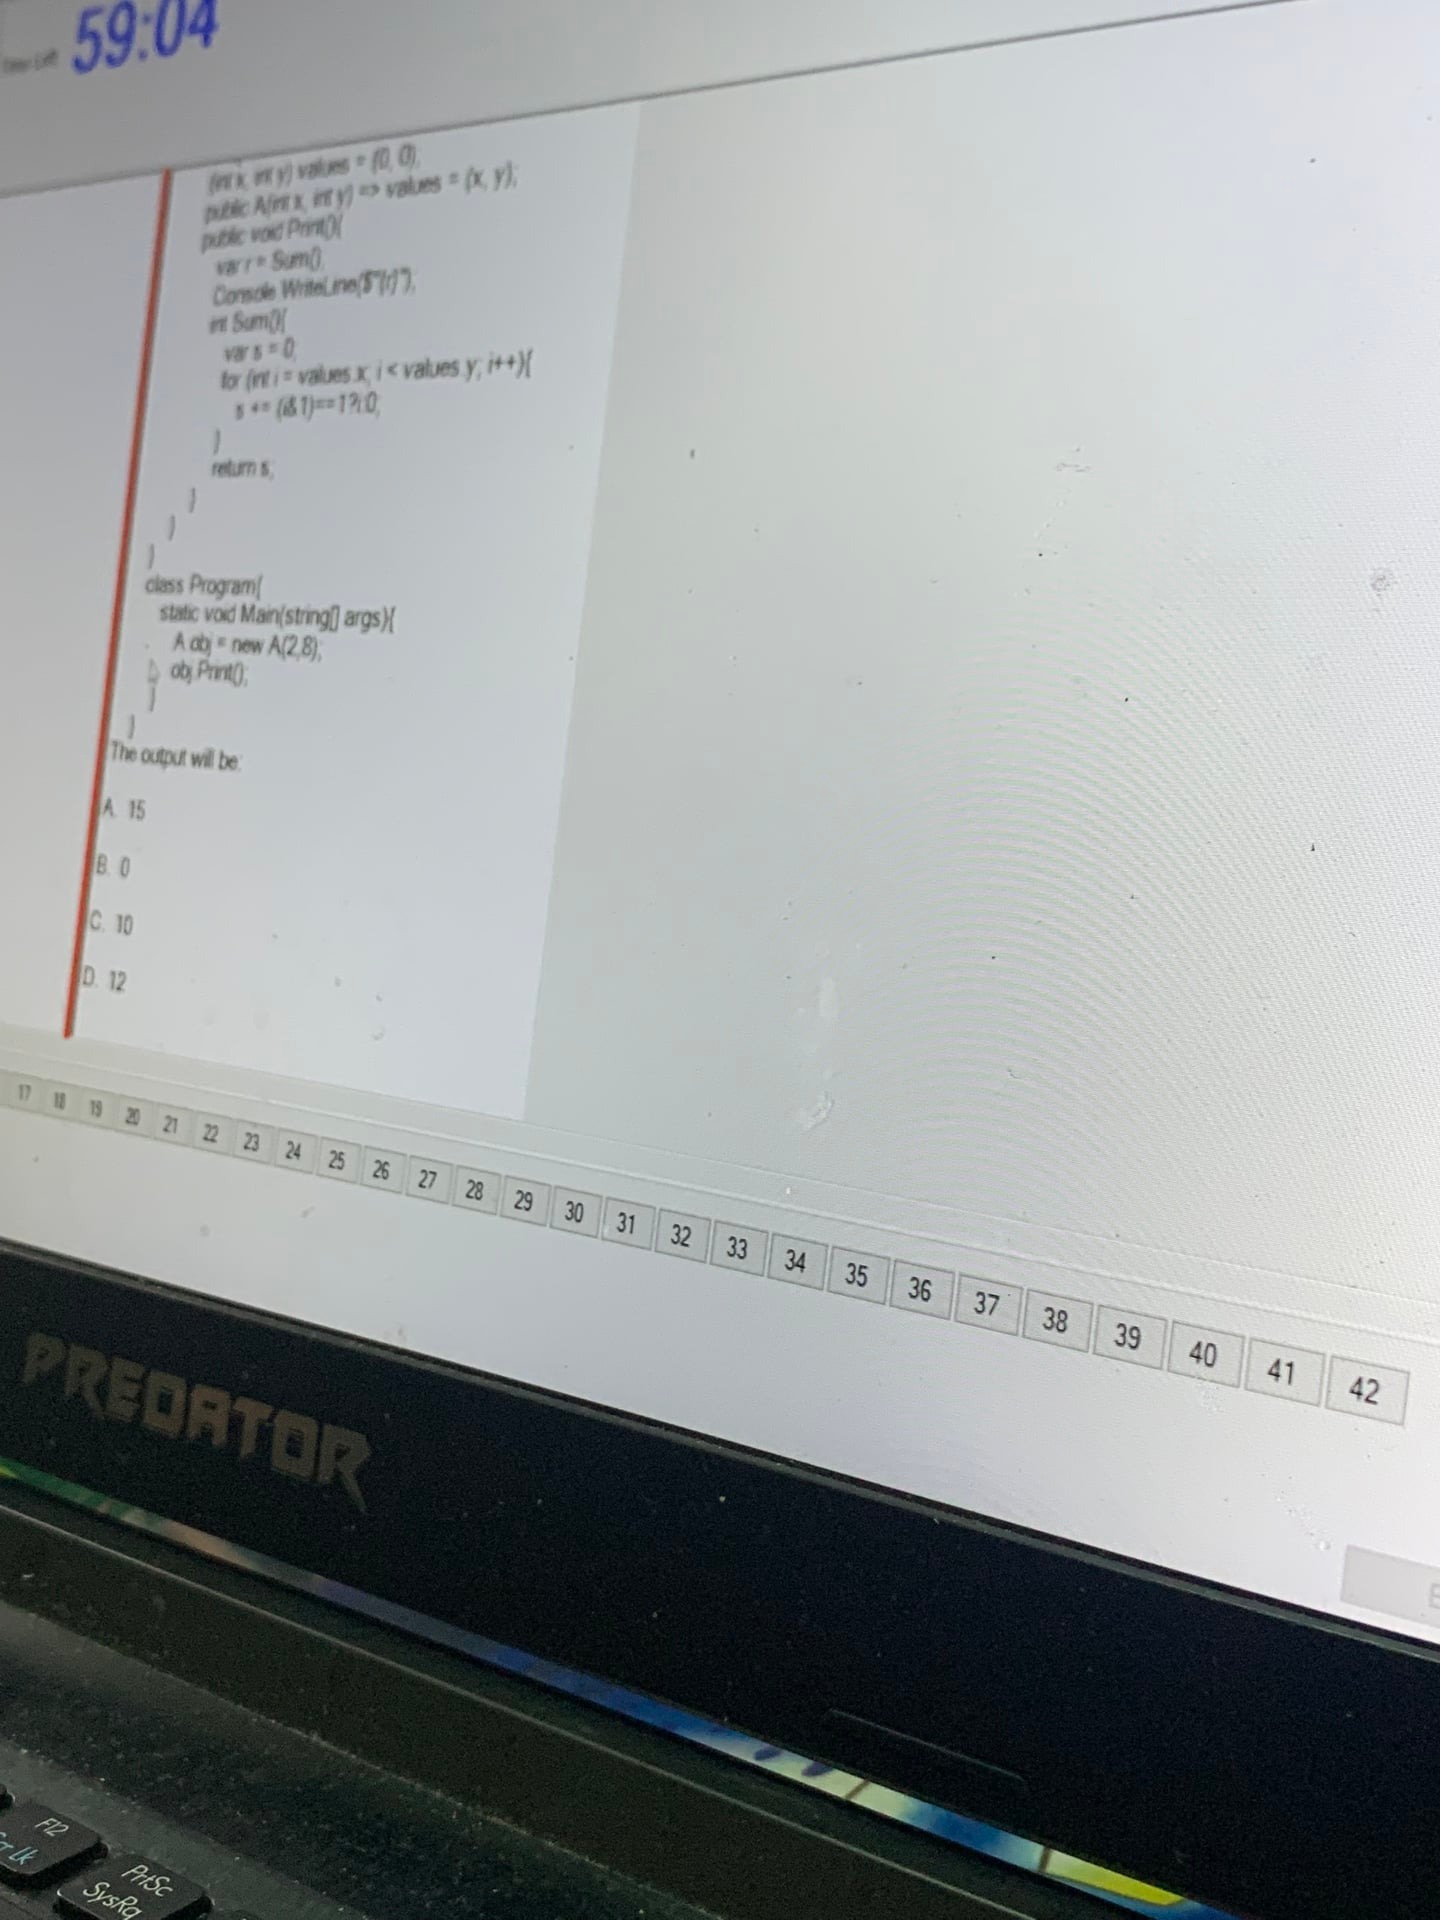 Time Left 59:04
(int x, int y) values = (0, 0);
public A(int x, int y) => values = (x, y);
public void Print(){
var r = Sum();
Console.WriteLine($"{r}");
int Sum(){
var s = 0;
for (int i = values.x; i < values.y; i++){
s += (i&1)==1?i:0;
}
return s;
}
}
}
class Program{
static void Main(string[] args){
A obj = new A(2,8);
obj.Print();
}
}
The output will be:
A. 15
B. 0
C. 10
D. 12
17 18 19 20 21 22 23 24 25 26 27 28 29 30 31 32 33 34 35 36 37 38 39 40 41 42
PREDATOR
F12
PrtSc
SysRq